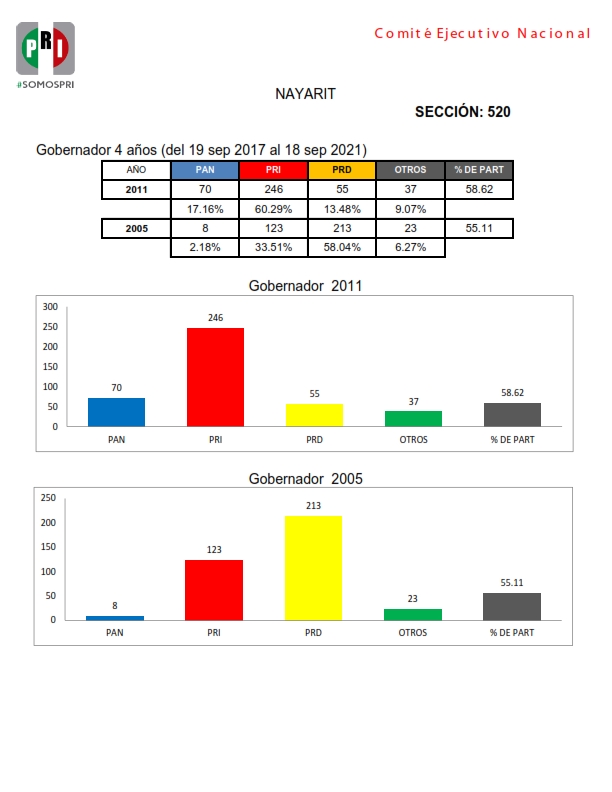 PRI
#SOMOSPRI
Comité Ejecutivo Nacional
NAYARIT
SECCIÓN: 520
Gobernador 4 años (del 19 sep 2017 al 18 sep 2021)
AÑO PAN PRI PRD OTROS % DE PART
2011 70 246 55 37 58.62
17.16% 60.29% 13.48% 9.07%
2005 8 123 213 23 55.11
2.18% 33.51% 58.04% 6.27%
Gobernador 2011
300
250
200
150
100
50
0
70
246
55
37
58.62
PAN PRI PRD OTROS % DE PART
Gobernador 2005
250
200
150
100
50
0
8
123
213
23
55.11
PAN PRI PRD OTROS % DE PART